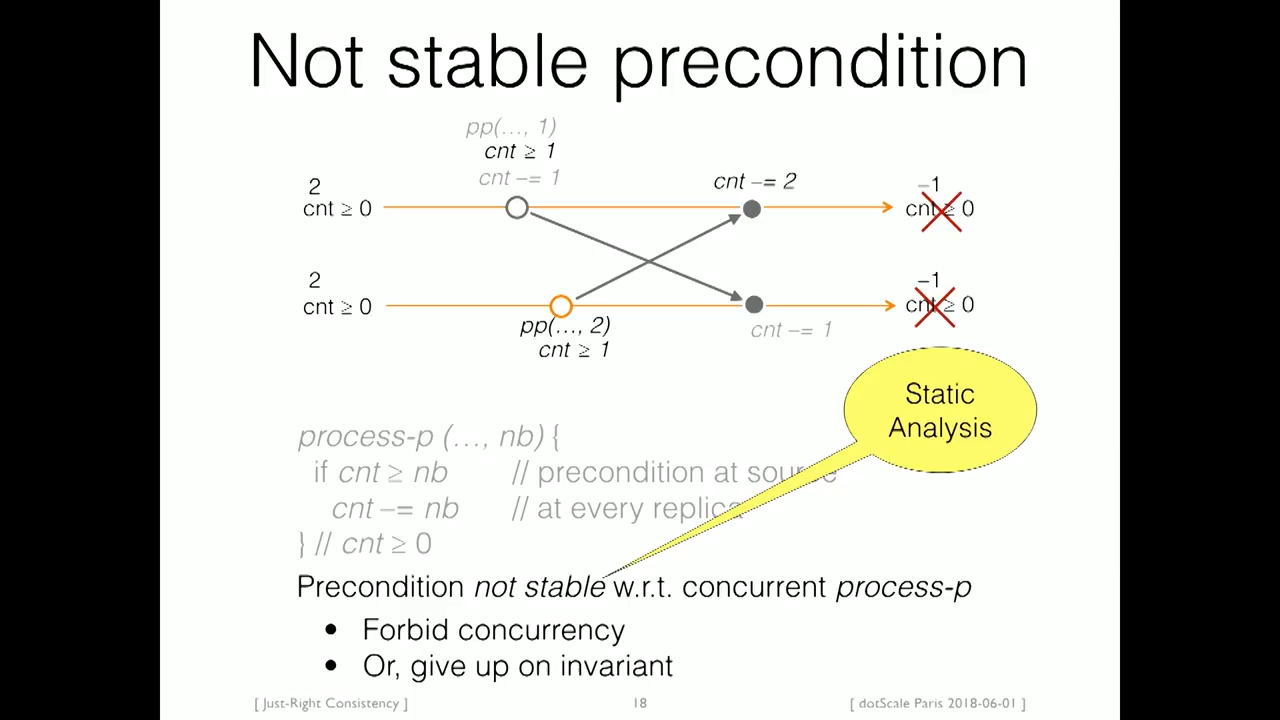 Not stable precondition
pp(..., 1)
cnt ≥ 1
cnt –= 1
cnt –= 2
2
cnt ≥ 0
–1
cnt ≥ 0
2
cnt ≥ 0
–1
cnt ≥ 0
pp(..., 2)
cnt ≥ 1
cnt –= 1
Static
Analysis
process-p (..., nb) {
if cnt ≥ nb // precondition at source
cnt –= nb // at every replica
} // cnt ≥ 0
Precondition not stable w.r.t. concurrent process-p
• Forbid concurrency
• Or, give up on invariant
[ Just-Right Consistency ] 18 [ dotScale Paris 2018-06-01 ]